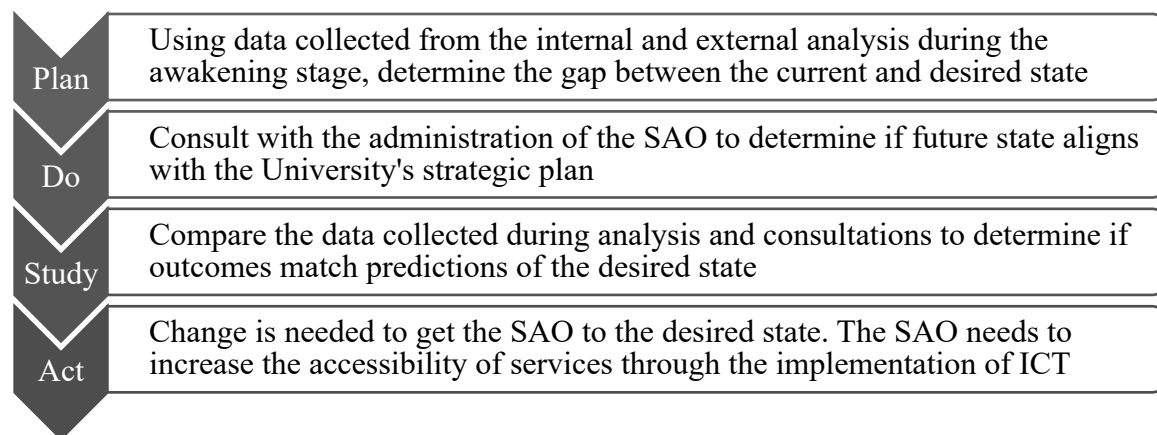 Plan
Using data collected from the internal and external analysis during the
awakening stage, determine the gap between the current and desired state
Do
Consult with the administration of the SAO to determine if future state aligns
with the University's strategic plan
Study
Compare the data collected during analysis and consultations to determine if
outcomes match predictions of the desired state
Act
Change is needed to get the SAO to the desired state. The SAO needs to
increase the accessibility of services through the implementation of ICT